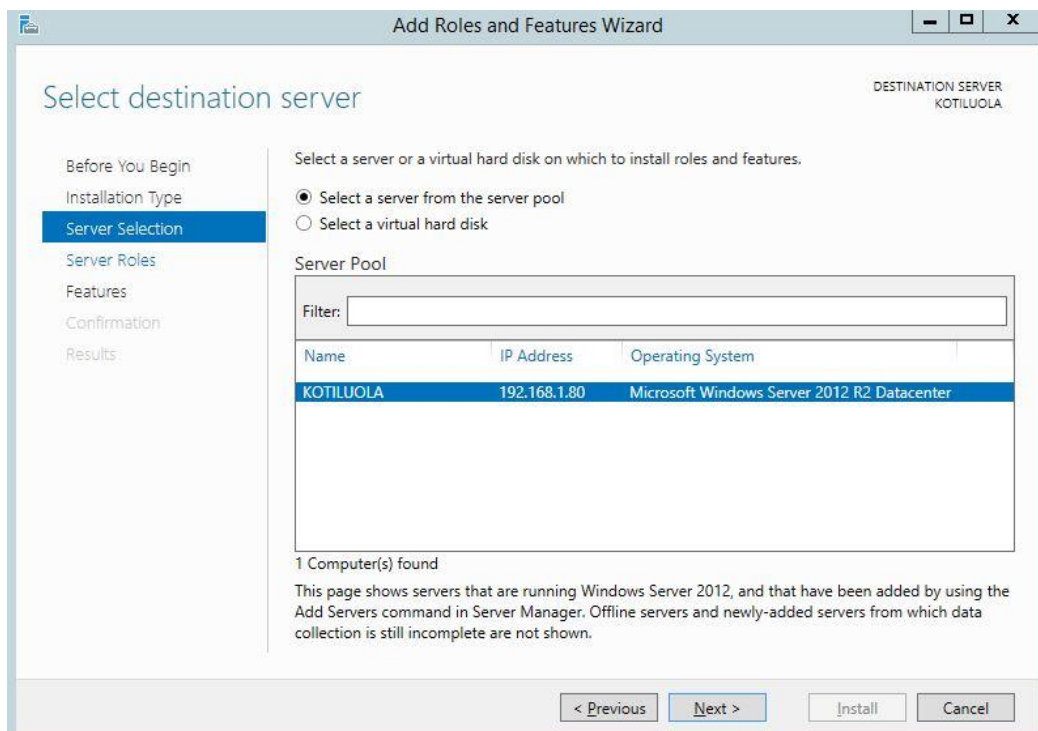 Add Roles and Features Wizard
Select destination server
DESTINATION SERVER
KOTILUOLA
Before You Begin
Installation Type
Server Selection
Server Roles
Features
Confirmation
Results
Select a server or a virtual hard disk on which to install roles and features.
Select a server from the server pool
Select a virtual hard disk
Server Pool
Filter:
Name IP Address Operating System
KOTILUOLA 192.168.1.80 Microsoft Windows Server 2012 R2 Datacenter
1 Computer(s) found
This page shows servers that are running Windows Server 2012, and that have been added by using the
Add Servers command in Server Manager. Offline servers and newly-added servers from which data
collection is still incomplete are not shown.
< Previous Next > Install Cancel